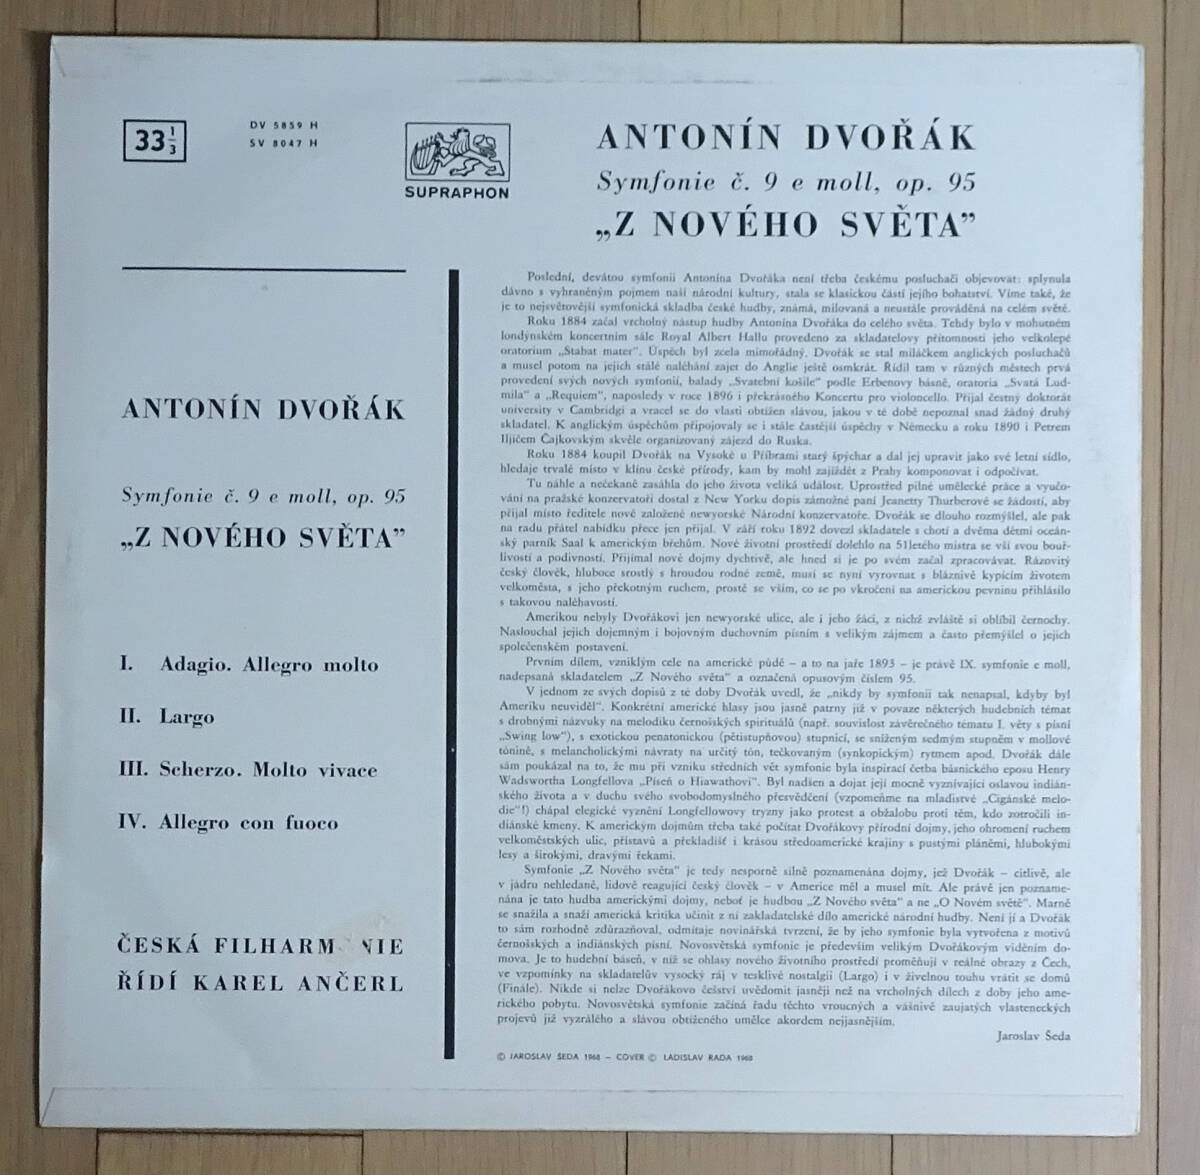 33 1/3
DV 5859 H
SV 8047 H
SUPRAPHON
ANTONÍN DVOŘÁK
Symfonie č. 9 e moll, op. 95
„Z NOVÉHO SVĚTA”
ANTONÍN DVOŘÁK
Symfonie č. 9 e moll, op. 95
„Z NOVÉHO SVĚTA”
I. Adagio. Allegro molto
II. Largo
III. Scherzo. Molto vivace
IV. Allegro con fuoco
ČESKÁ FILHARM NIE
ŘÍDÍ KAREL ANČERL
Poslední, devátou symfonii Antonína Dvořáka není třeba českému posluchači objevovat: splynula
dávno s vyhraněným pojmem naší národní kultury, stala se klasickou částí jejího bohatství. Víme také, že
je to nejsvětovější symfonická skladba české hudby, známá, milovaná a neustále prováděná na celém světě.
Roku 1884 začal vrcholný nástup hudby Antonína Dvořáka do celého světa. Tehdy bylo v mohutném
londýnském koncertním sále Royal Albert Hallu provedeno za skladatelovy přítomnosti jeho velkolepé
oratorium „Stabat mater”. Úspěch byl zcela mimořádný. Dvořák se stal miláčkem anglických posluchačů
a musel potom na jejich stálé naléhání zajet do Anglie ještě osmkrát. Řídil tam v různých městech prvá
provedení svých nových symfonií, balady „Svatební košile” podle Erbenovy básně, oratoria „Svatá Lud-
mila” a „Requiem”, naposledy v roce 1896 i překrásného Koncertu pro violoncello. Přijal čestný doktorát
university v Cambridgi a vracel se do vlasti obtížen slávou, jakou v té době nepoznal snad žádný druhý
skladatel. K anglickým úspěchům připojovaly se i stále častější úspěchy v Německu a roku 1890 i Petrem
Iljičem Čajkovským skvěle organizovaný zájezd do Ruska.
Roku 1884 koupil Dvořák na Vysoké u Příbrami starý špýchar a dal jej upravit jako své letní sídlo,
hledaje trvalé místo v klínu české přírody, kam by mohl zajíždět z Prahy komponovat i odpočívat.
Tu náhle a nečekaně zasáhla do jeho života veliká událost. Uprostřed pilné umělecké práce a vyučo-
vání na pražské konzervatoři dostal z New Yorku dopis zámožné paní Jeanetty Thurberové se žádostí, aby
přijal místo ředitele nově založené newyorské Národní konzervatoře. Dvořák se dlouho rozmýšlel, ale pak
na radu přátel nabídku přece jen přijal. V září roku 1892 dovezl skladatele s chotí a dvěma dětmi oceán-
ský parník Saal k americkým břehům. Nové životní prostředí dolehlo na 51letého mistra se vší svou bouř-
livostí a podivností. Přijímal nové dojmy dychtivě, ale hned si je po svém začal zpracovávat. Rázovitý
český člověk, hluboce srostlý s hroudou rodné země, musí se nyní vyrovnat s bláznivě kypícím životem
velkoměsta, s jeho překotným ruchem, prostě se vším, co se po vkročení na americkou pevninu přihlásilo
s takovou naléhavostí.
Amerikou nebyly Dvořákovi jen newyorské ulice, ale i jeho žáci, z nichž zvláště si oblíbil černochy.
Naslouchal jejich dojemným i bojovným duchovním písním s velikým zájmem a často přemýšlel o jejich
společenském postavení.
Prvním dílem, vzniklým cele na americké půdě – a to na jaře 1893 – je právě IX. symfonie e moll,
nadepsaná skladatelem „Z Nového světa” a označená opusovým číslem 95.
V jednom ze svých dopisů z té doby Dvořák uvedl, že „nikdy by symfonii tak nenapsal, kdyby byl
Ameriku neuviděl”. Konkrétní americké hlasy jsou jasně patrny již v povaze některých hudebních témat
s drobnými názvuky na melodiku černošských spirituálů (např. souvislost závěrečného tématu I. věty s písní
„Swing low”), s exotickou penatonickou (pětistupňovou) stupnicí, se sníženým sedmým stupněm v mollové
tónině, s melancholickými návraty na určitý tón, tečkovaným (synkopickým) rytmem apod. Dvořák dále
sám poukázal na to, že mu při vzniku středních vět symfonie byla inspirací četba básnického eposu Henry
Wadswortha Longfellova „Píseň o Hiawathovi”. Byl nadšen a dojat její mocně vyznívající oslavou indián-
ského života a v duchu svého svobodomyslného přesvědčení (vzpomeňme na mladistvé „Cigánské melo-
die”!) chápal elegické vyznění Longfellowovy tryzny jako protest a obžalobu proti těm, kdo zotročili in-
diánské kmeny. K americkým dojmům třeba také počítat Dvořákovy přírodní dojmy, jeho ohromení ruchem
velkoměstských ulic, přístavů a překladišť i krásou středoamerické krajiny s pustými pláněmi, hlubokými
lesy a širokými, dravými řekami.
Symfonie „Z Nového světa” je tedy nesporně silně poznamenána dojmy, jež Dvořák – citlivě, ale
v jádru nehledaně, lidově reagující český člověk – v Americe měl a musel mít. Ale právě jen pozname-
nána je tato hudba americkými dojmy, neboť je hudbou „Z Nového světa” a ne „O Novém světě”. Marně
se snažila a snaží americká kritika učinit z ní zakladatelské dílo americké národní hudby. Není jí a Dvořák
to sám rozhodně zdůrazňoval, odmítaje novinářská tvrzení, že by jeho symfonie byla vytvořena z motivů
černošských a indiánských písní. Novosvětská symfonie je především velikým Dvořákovým viděním do-
mova. Je to hudební báseň, v níž se ohlasy nového životního prostředí proměňují v reálné obrazy z Čech,
ve vzpomínky na skladatelův vysocký ráj v tesklivé nostalgii (Largo) i v živelnou touhu vrátit se domů
(Finále). Nikde si nelze Dvořákovo češství uvědomit jasněji než na vrcholných dílech z doby jeho ame-
rického pobytu. Novosvětská symfonie začíná řadu těchto vroucných a vášnivě zaujatých vlasteneckých
projevů již vyzrálého a slávou obtíženého umělce akordem nejjasnějším.
Jaroslav Šeda
© JAROSLAV ŠEDA 1968 – COVER © LADISLAV RADA 1968